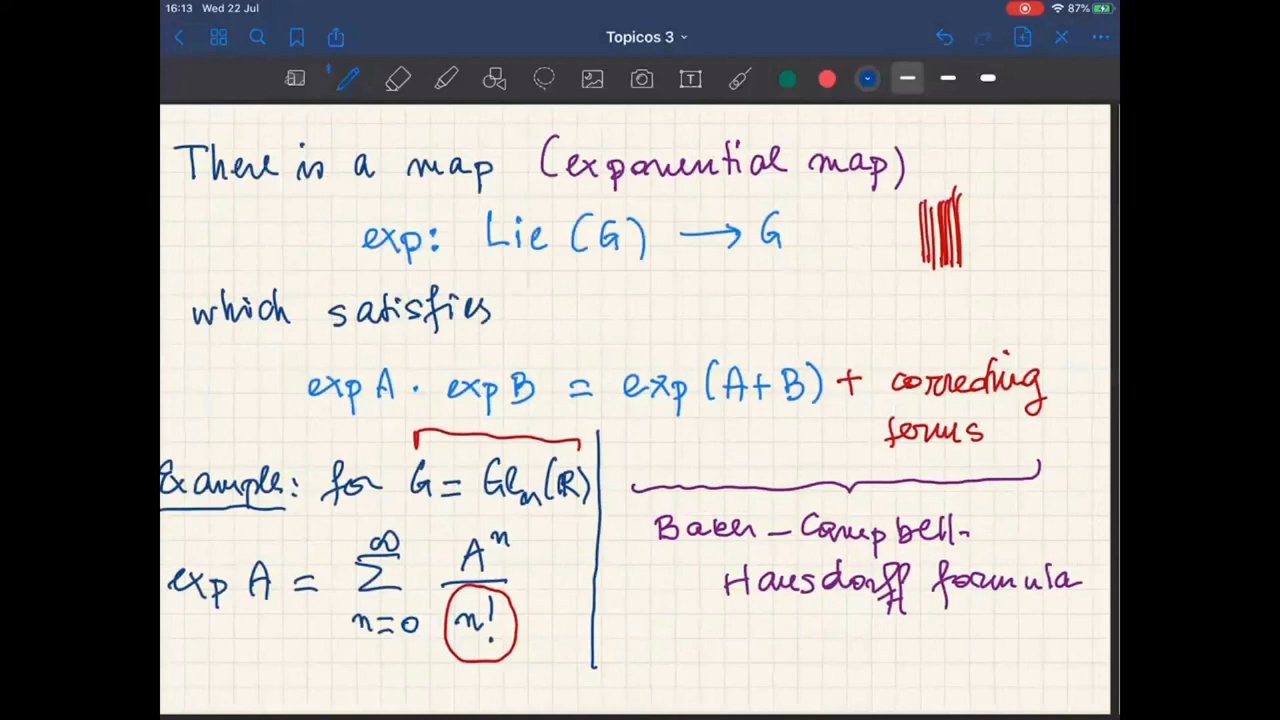 16:13 Wed 22 Jul
87%
Topicos 3
There is a map (exponential map)
exp: Lie (G) → G
which satisfies
exp A · exp B = exp (A+B) + correcting
terms
Example: for G = GLn(ℝ)
exp A = ∑ n=0 ∞ A^n / n!
Baker-Campbell-
Hausdorff formula